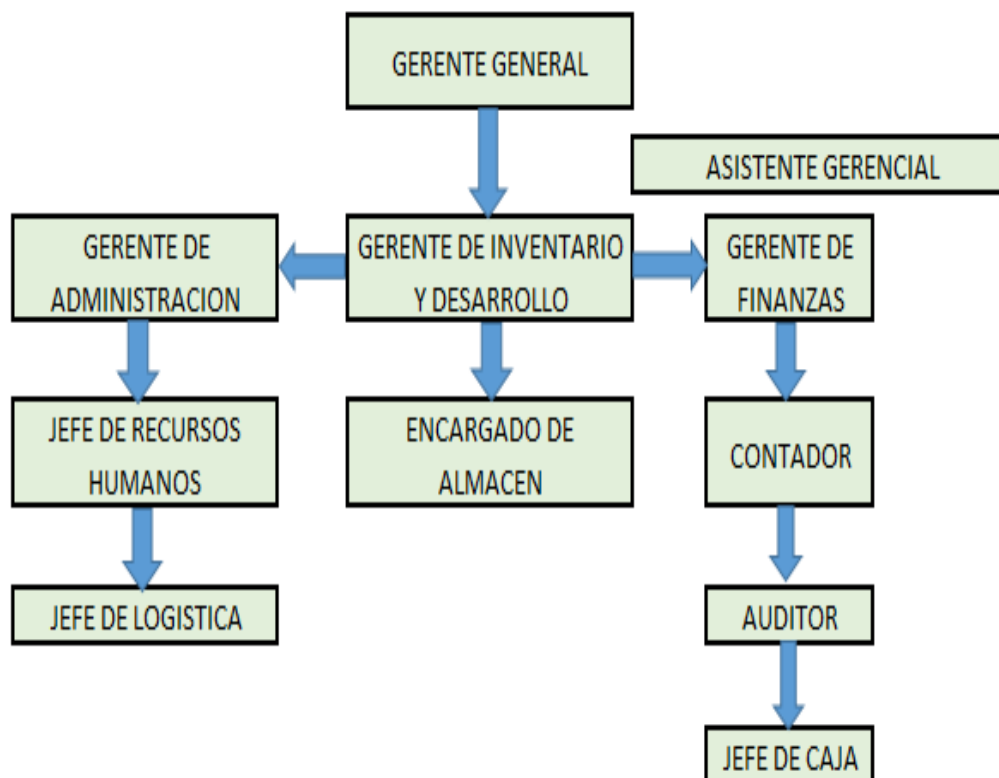 GERENTE GENERAL
ASISTENTE GERENCIAL
GERENTE DE
ADMINISTRACION
GERENTE DE INVENTARIO
Y DESARROLLO
GERENTE DE
FINANZAS
JEFE DE RECURSOS
HUMANOS
ENCARGADO DE
ALMACEN
CONTADOR
JEFE DE LOGISTICA
AUDITOR
JEFE DE CAJA